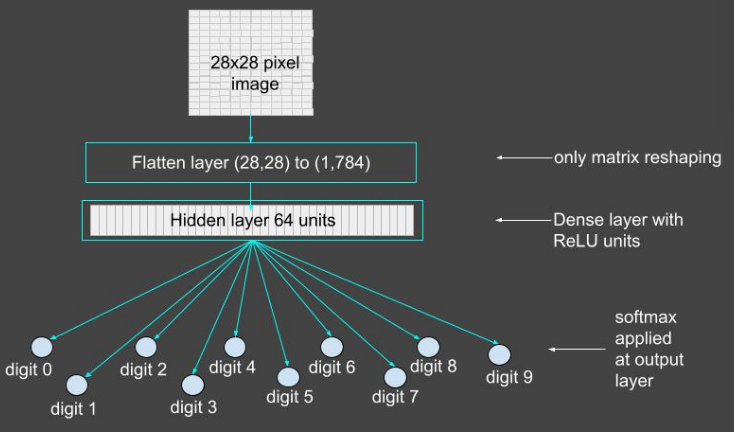 28x28 pixel
image
Flatten layer (28,28) to (1,784)
only matrix reshaping
Hidden layer 64 units
Dense layer with
ReLU units
softmax
applied
at output
layer
digit 0
digit 1
digit 2
digit 3
digit 4
digit 5
digit 6
digit 7
digit 8
digit 9